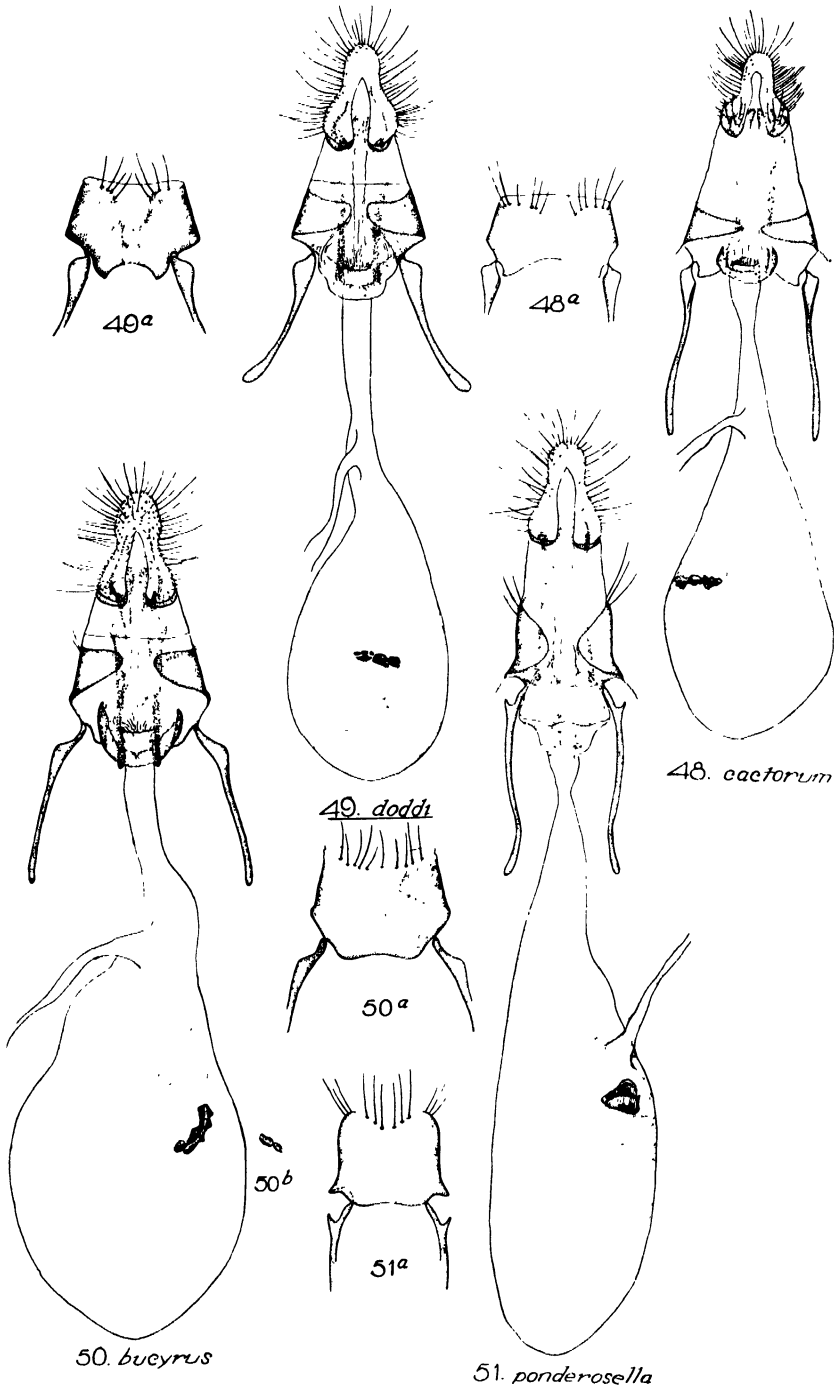 49a
48a
48. cactorum
49. doddi
50a
50b
51a
50. bucyrus
51. ponderosella